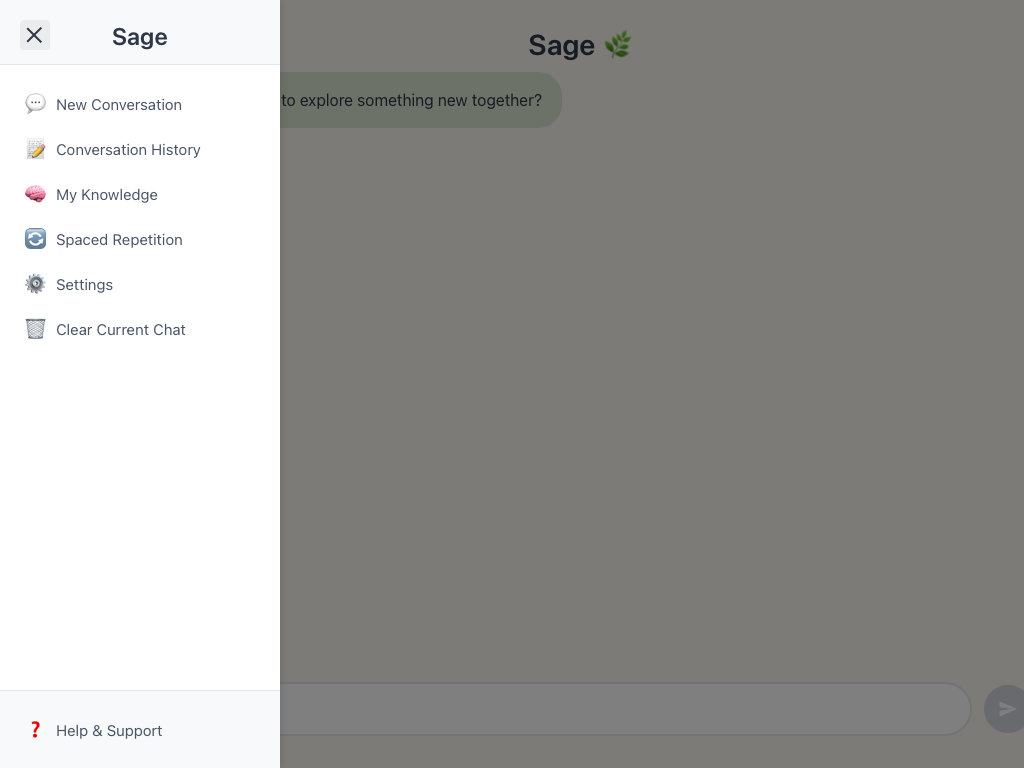 Sage
New Conversation
Conversation History
My Knowledge
Spaced Repetition
Settings
Clear Current Chat
Help & Support
Sage 🌿
to explore something new together?